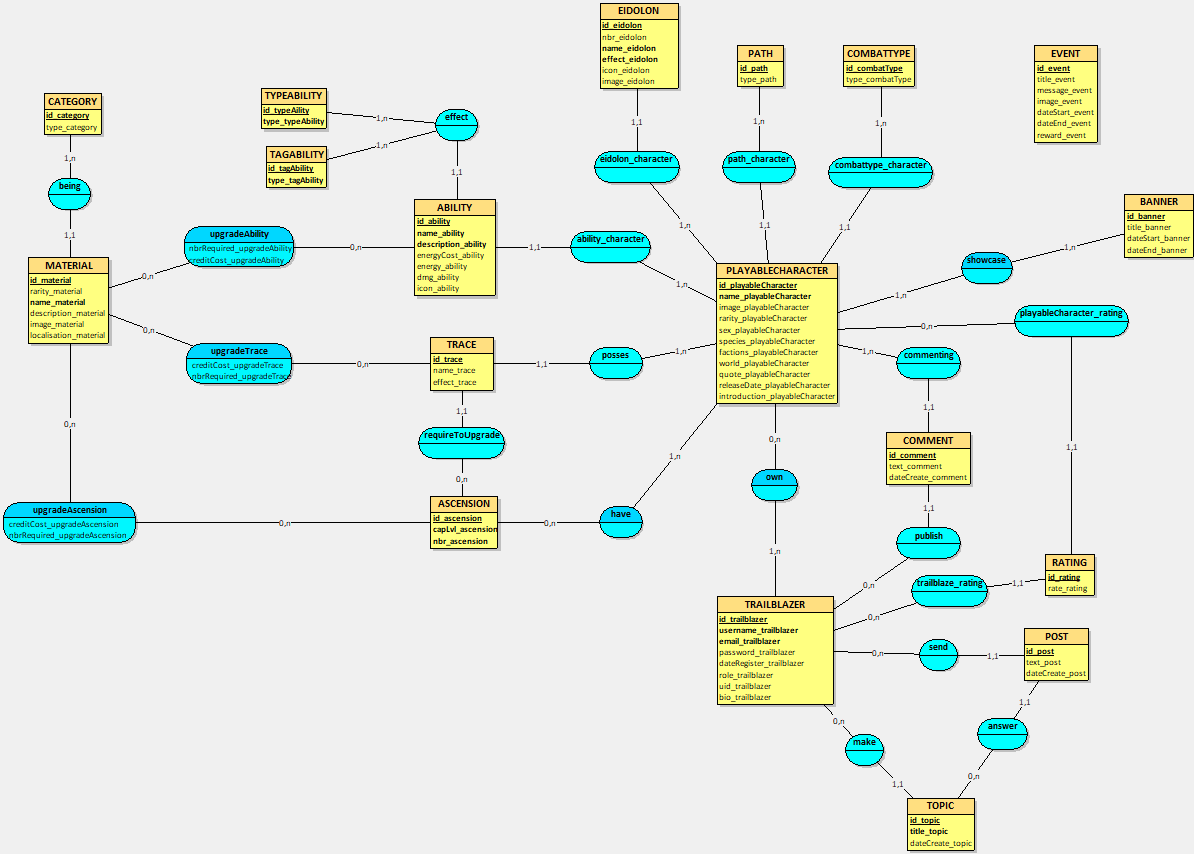 EIDOLON
id_eidolon
nbr_eidolon
name_eidolon
effect_eidolon
icon_eidolon
image_eidolon
PATH
id_path
type_path
COMBATTYPE
id_combatType
type_combatType
EVENT
id_event
title_event
message_event
image_event
dateStart_event
dateEnd_event
reward_event
CATEGORY
id_category
type_category
TYPEABILITY
id_typeAility
type_typeAbility
TAGABILITY
id_tagAbility
type_tagAbility
effect
1,n
1,n
1,1
1,1
1,n
1,n
eidolon_character
path_character
combattype_character
1,n
1,1
1,1
1,n
being
1,1
ABILITY
id_ability
name_ability
description_ability
energyCost_ability
energy_ability
dmg_ability
icon_ability
upgradeAbility
nbrRequired_upgradeAbility
creditCost_upgradeAbility
0,n
0,n
1,1
ability_character
1,n
BANNER
id_banner
title_banner
dateStart_banner
dateEnd_banner
1,n
showcase
1,n
MATERIAL
id_material
rarity_material
name_material
description_material
image_material
localisation_material
PLAYABLECHARACTER
id_playableCharacter
name_playableCharacter
image_playableCharacter
rarity_playableCharacter
sex_playableCharacter
species_playableCharacter
factions_playableCharacter
world_playableCharacter
quote_playableCharacter
releaseDate_playableCharacter
introduction_playableCharacter
0,n
playableCharacter_rating
0,n
upgradeTrace
creditCost_upgradeTrace
nbrRequired_upgradeTrace
0,n
TRACE
id_trace
name_trace
effect_trace
1,1
posses
1,n
1,n
commenting
1,1
1,1
requireToUpgrade
0,n
0,n
1,n
0,n
COMMENT
id_comment
text_comment
dateCreate_comment
1,1
1,1
own
1,n
upgradeAscension
creditCost_upgradeAscension
nbrRequired_upgradeAscension
0,n
ASCENSION
id_ascension
capLvl_ascension
nbr_ascension
0,n
have
publish
0,n
RATING
id_rating
rate_rating
1,1
trailblaze_rating
0,n
TRAILBLAZER
id_trailblazer
username_trailblazer
email_trailblazer
password_trailblazer
dateRegister_trailblazer
role_trailblazer
uid_trailblazer
bio_trailblazer
0,n
send
1,1
POST
id_post
text_post
dateCreate_post
1,1
answer
0,n
0,n
make
1,1
TOPIC
id_topic
title_topic
dateCreate_topic